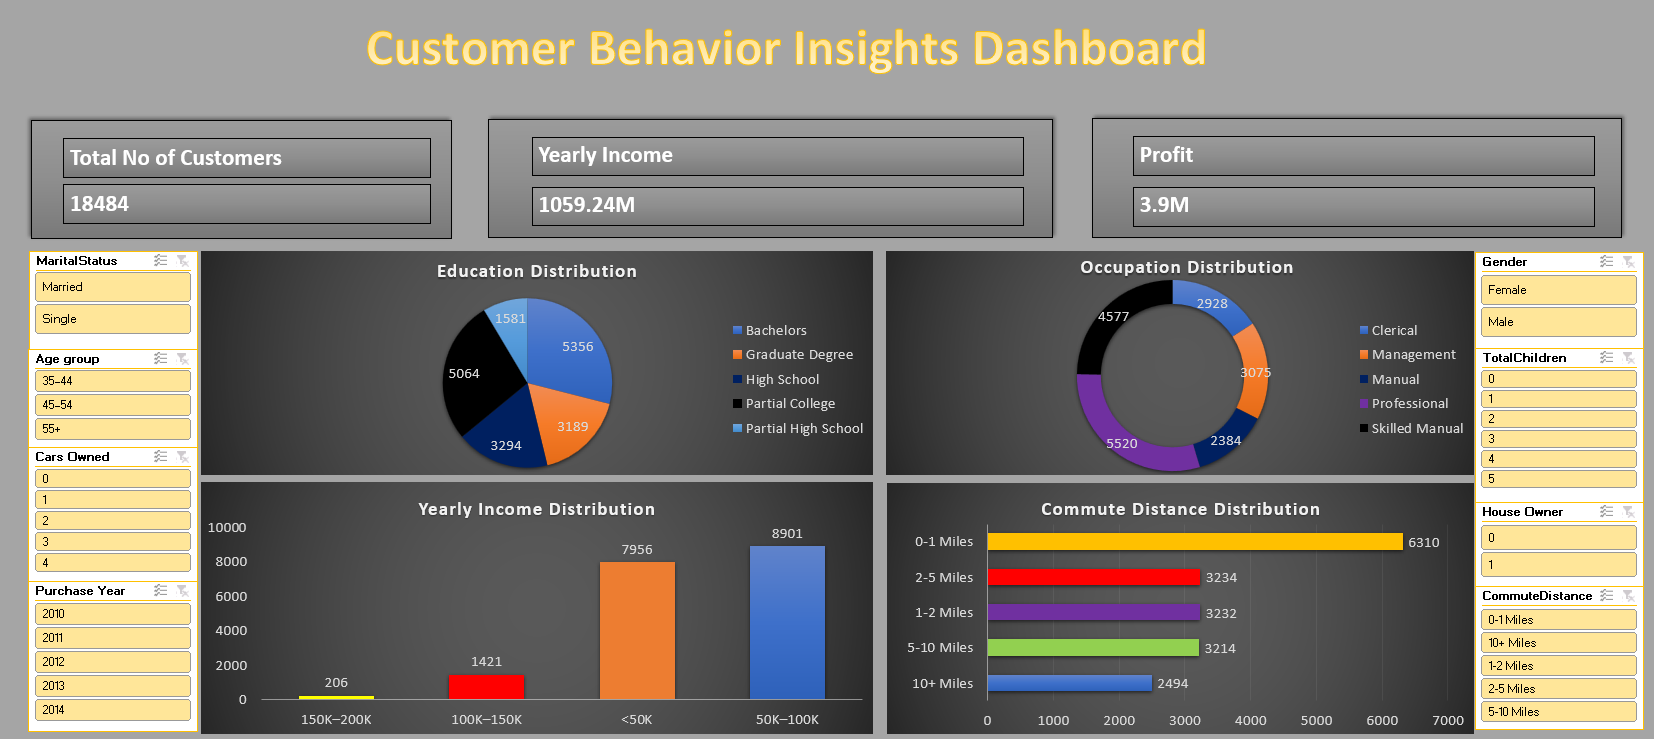 Customer Behavior Insights Dashboard
Total No of Customers
18484
Yearly Income
1059.24M
Profit
3.9M
MaritalStatus
Married
Single
Age group
35-44
45-54
55+
Cars Owned
0
1
2
3
4
Purchase Year
2010
2011
2012
2013
2014
Education Distribution
1581
5356
5064
3189
3294
Bachelors
Graduate Degree
High School
Partial College
Partial High School
Occupation Distribution
2928
4577
3075
5520
2384
Clerical
Management
Manual
Professional
Skilled Manual
Yearly Income Distribution
10000
8000
6000
4000
2000
0
206
1421
7956
8901
150K–200K
100K–150K
<50K
50K–100K
Commute Distance Distribution
0-1 Miles
6310
2-5 Miles
3234
1-2 Miles
3232
5-10 Miles
3214
10+ Miles
2494
0
1000
2000
3000
4000
5000
6000
7000
Gender
Female
Male
TotalChildren
0
1
2
3
4
5
House Owner
0
1
CommuteDistance
0-1 Miles
10+ Miles
1-2 Miles
2-5 Miles
5-10 Miles